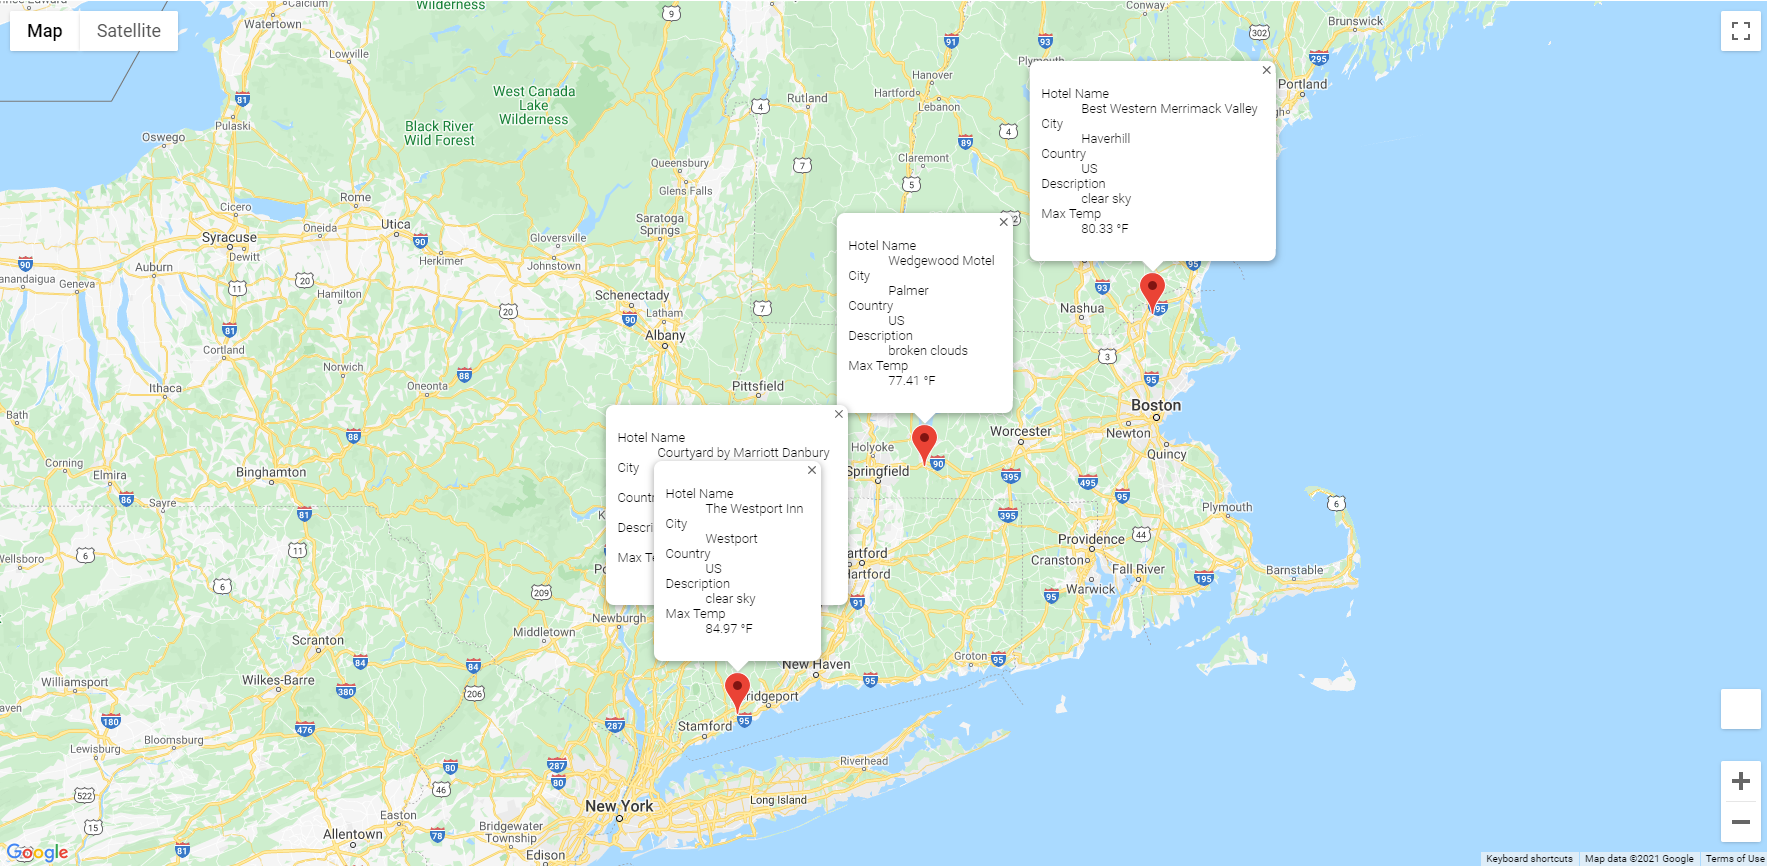 Map
Satellite
Wilderness
Calcium
Watertown
Lowville
West Canada
Lake
Wilderness
Black River
Wild Forest
Pulaski
Oswego
Rutland
Hanover
Hartford
Lebanon
Claremont
Conway
Brunswick
Portland
Queensbury
Glens Falls
Saratoga
Springs
Cicero
Rome
Oneida
Utica
Syracuse
Dewitt
Herkimer
Gloversville
Johnstown
Auburn
Geneva
Hamilton
Schenectady
Latham
Albany
Cortland
Norwich
Oneonta
Ithaca
Pittsfield
Bath
Corning
Elmira
Binghamton
Sayre
Hotel Name
Best Western Merrimack Valley
City
Haverhill
Country
US
Description
clear sky
Max Temp
80.33 °F
Hotel Name
Wedgewood Motel
City
Palmer
Country
US
Description
broken clouds
Max Temp
77.41 °F
Hotel Name
Courtyard by Marriott Danbury
City
Hotel Name
The Westport Inn
City
Westport
Country
US
Description
clear sky
Max Temp
84.97 °F
Nashua
Boston
Newton
Quincy
Worcester
Holyoke
Springfield
Plymouth
Providence
Cranston
Fall River
Warwick
Barnstable
Groton
New Haven
Stamford
Newburgh
Middletown
Scranton
Williamsport
Wilkes-Barre
Bloomsburg
Lewisburg
Riverhead
Long Island
New York
Easton
Allentown
Bridgewater
Township
Edison
Google
Keyboard shortcuts
Map data ©2021 Google
Terms of Use